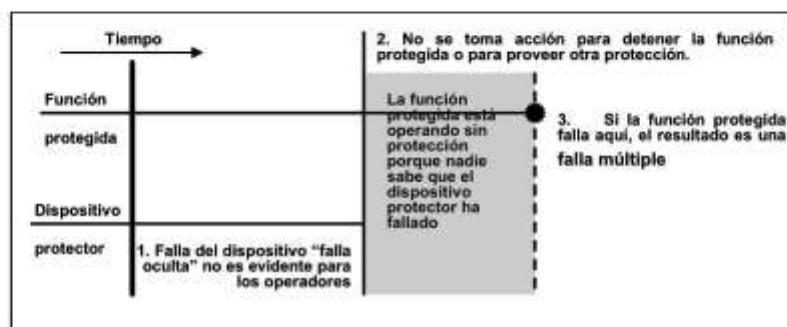 Tiempo
2. No se toma acción para detener la función
protegida o para proveer otra protección.
Función
protegida
La función
protegida está
operando sin
protección
porque nadie
sabe que el
dispositivo
protector ha
fallado
3. Si la función protegida
falla aquí, el resultado es una
falla múltiple
Dispositivo
protector
1. Falla del dispositivo “falla
oculta” no es evidente para
los operadores